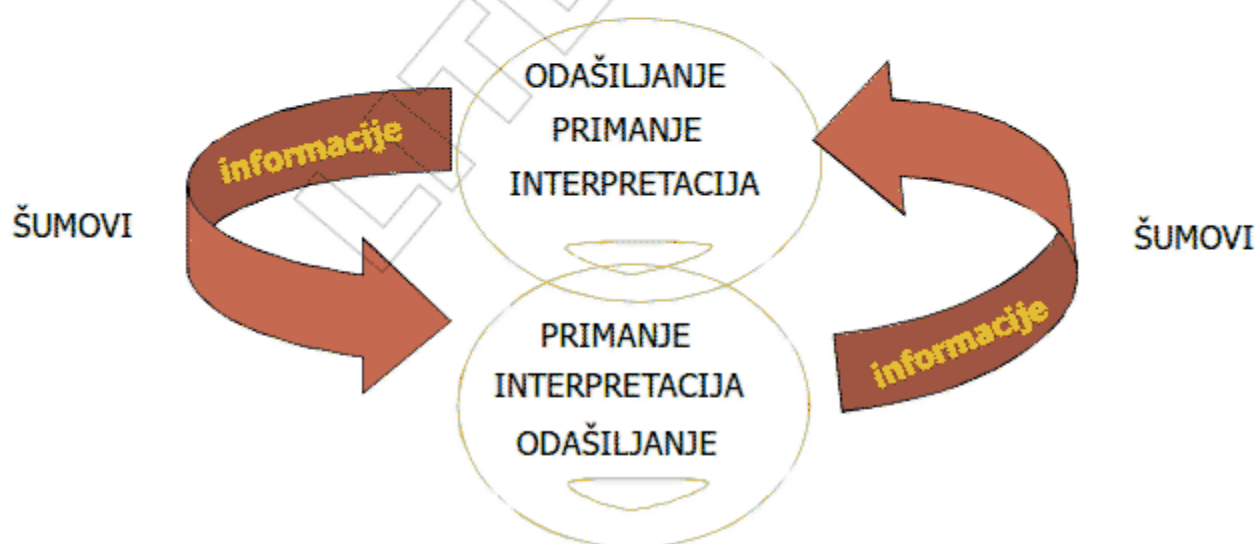 ODAŠILJANJE
PRIMANJE
INTERPRETACIJA
informacije
ŠUMOVI
ŠUMOVI
PRIMANJE
INTERPRETACIJA
ODAŠILJANJE
informacije